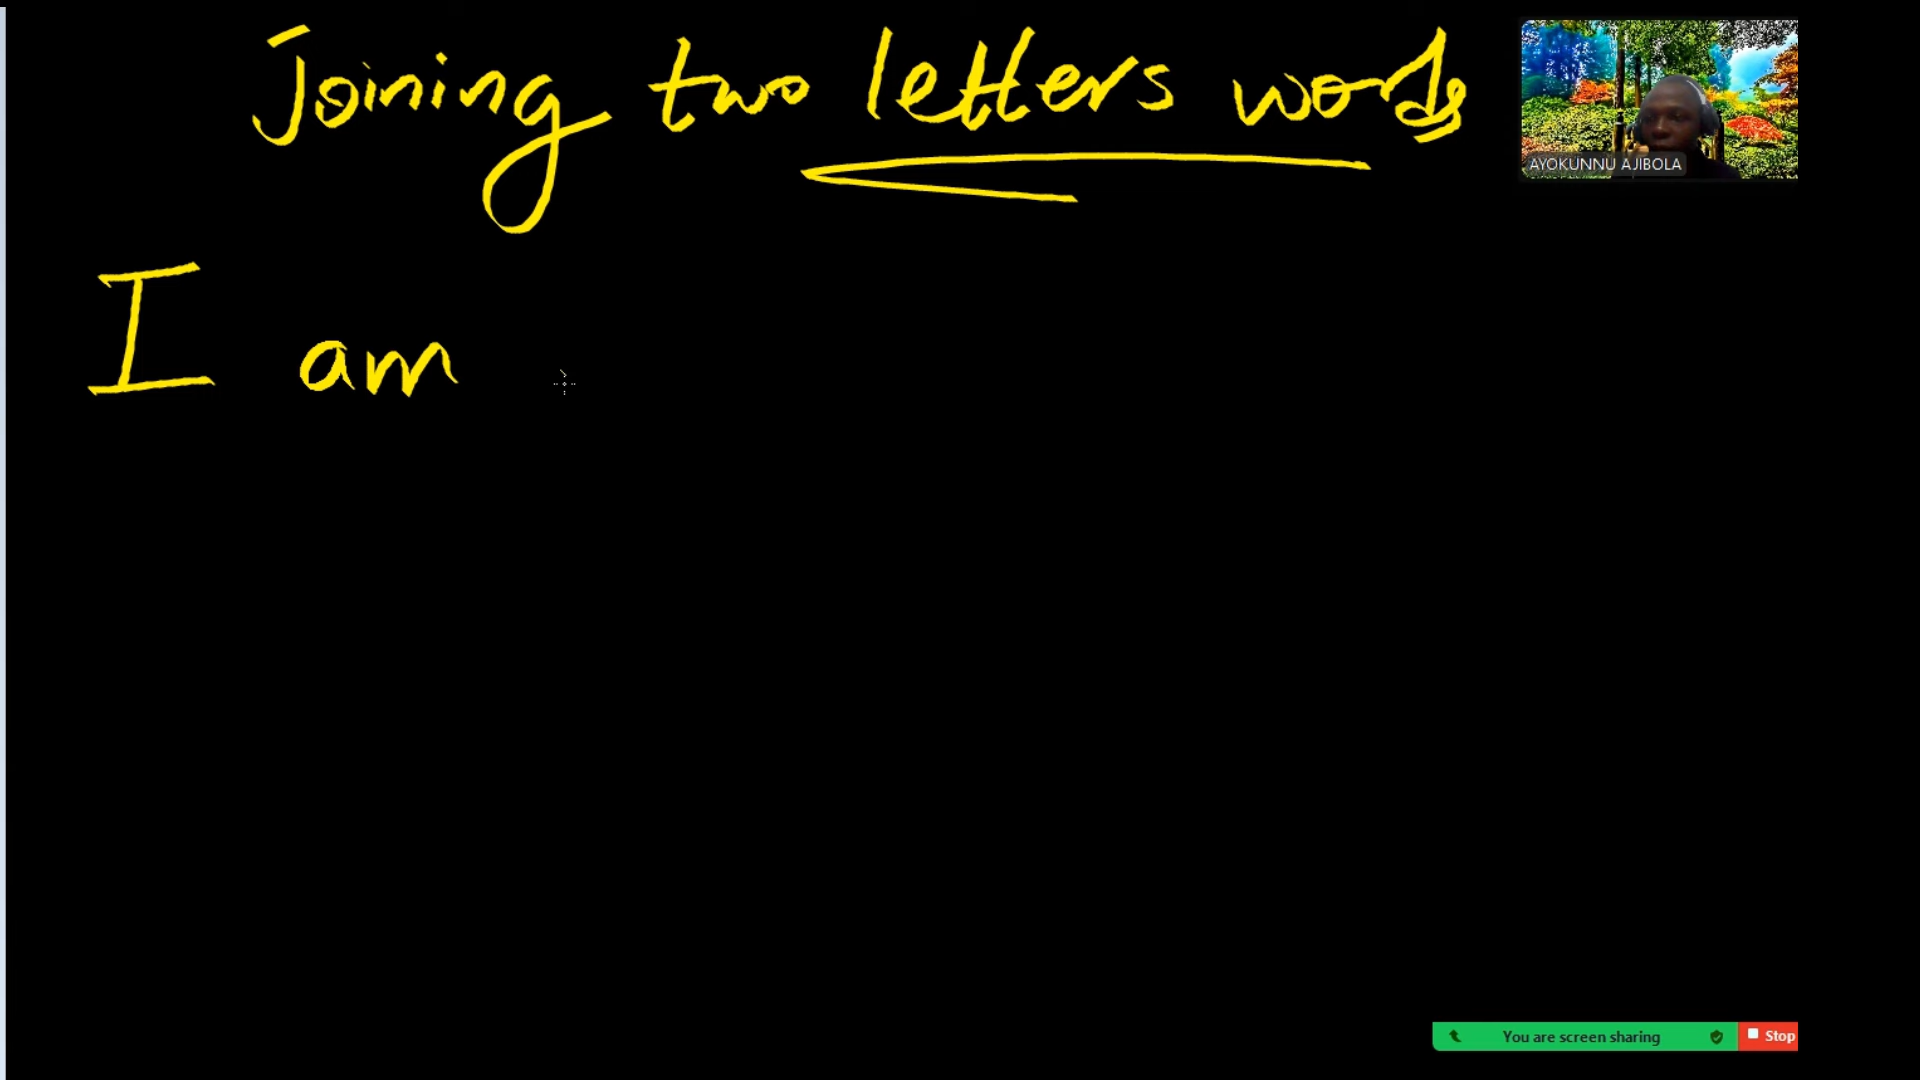 Joining two letters words
AYOKUNNU AJIBOLA
I am
You are screen sharing
Stop